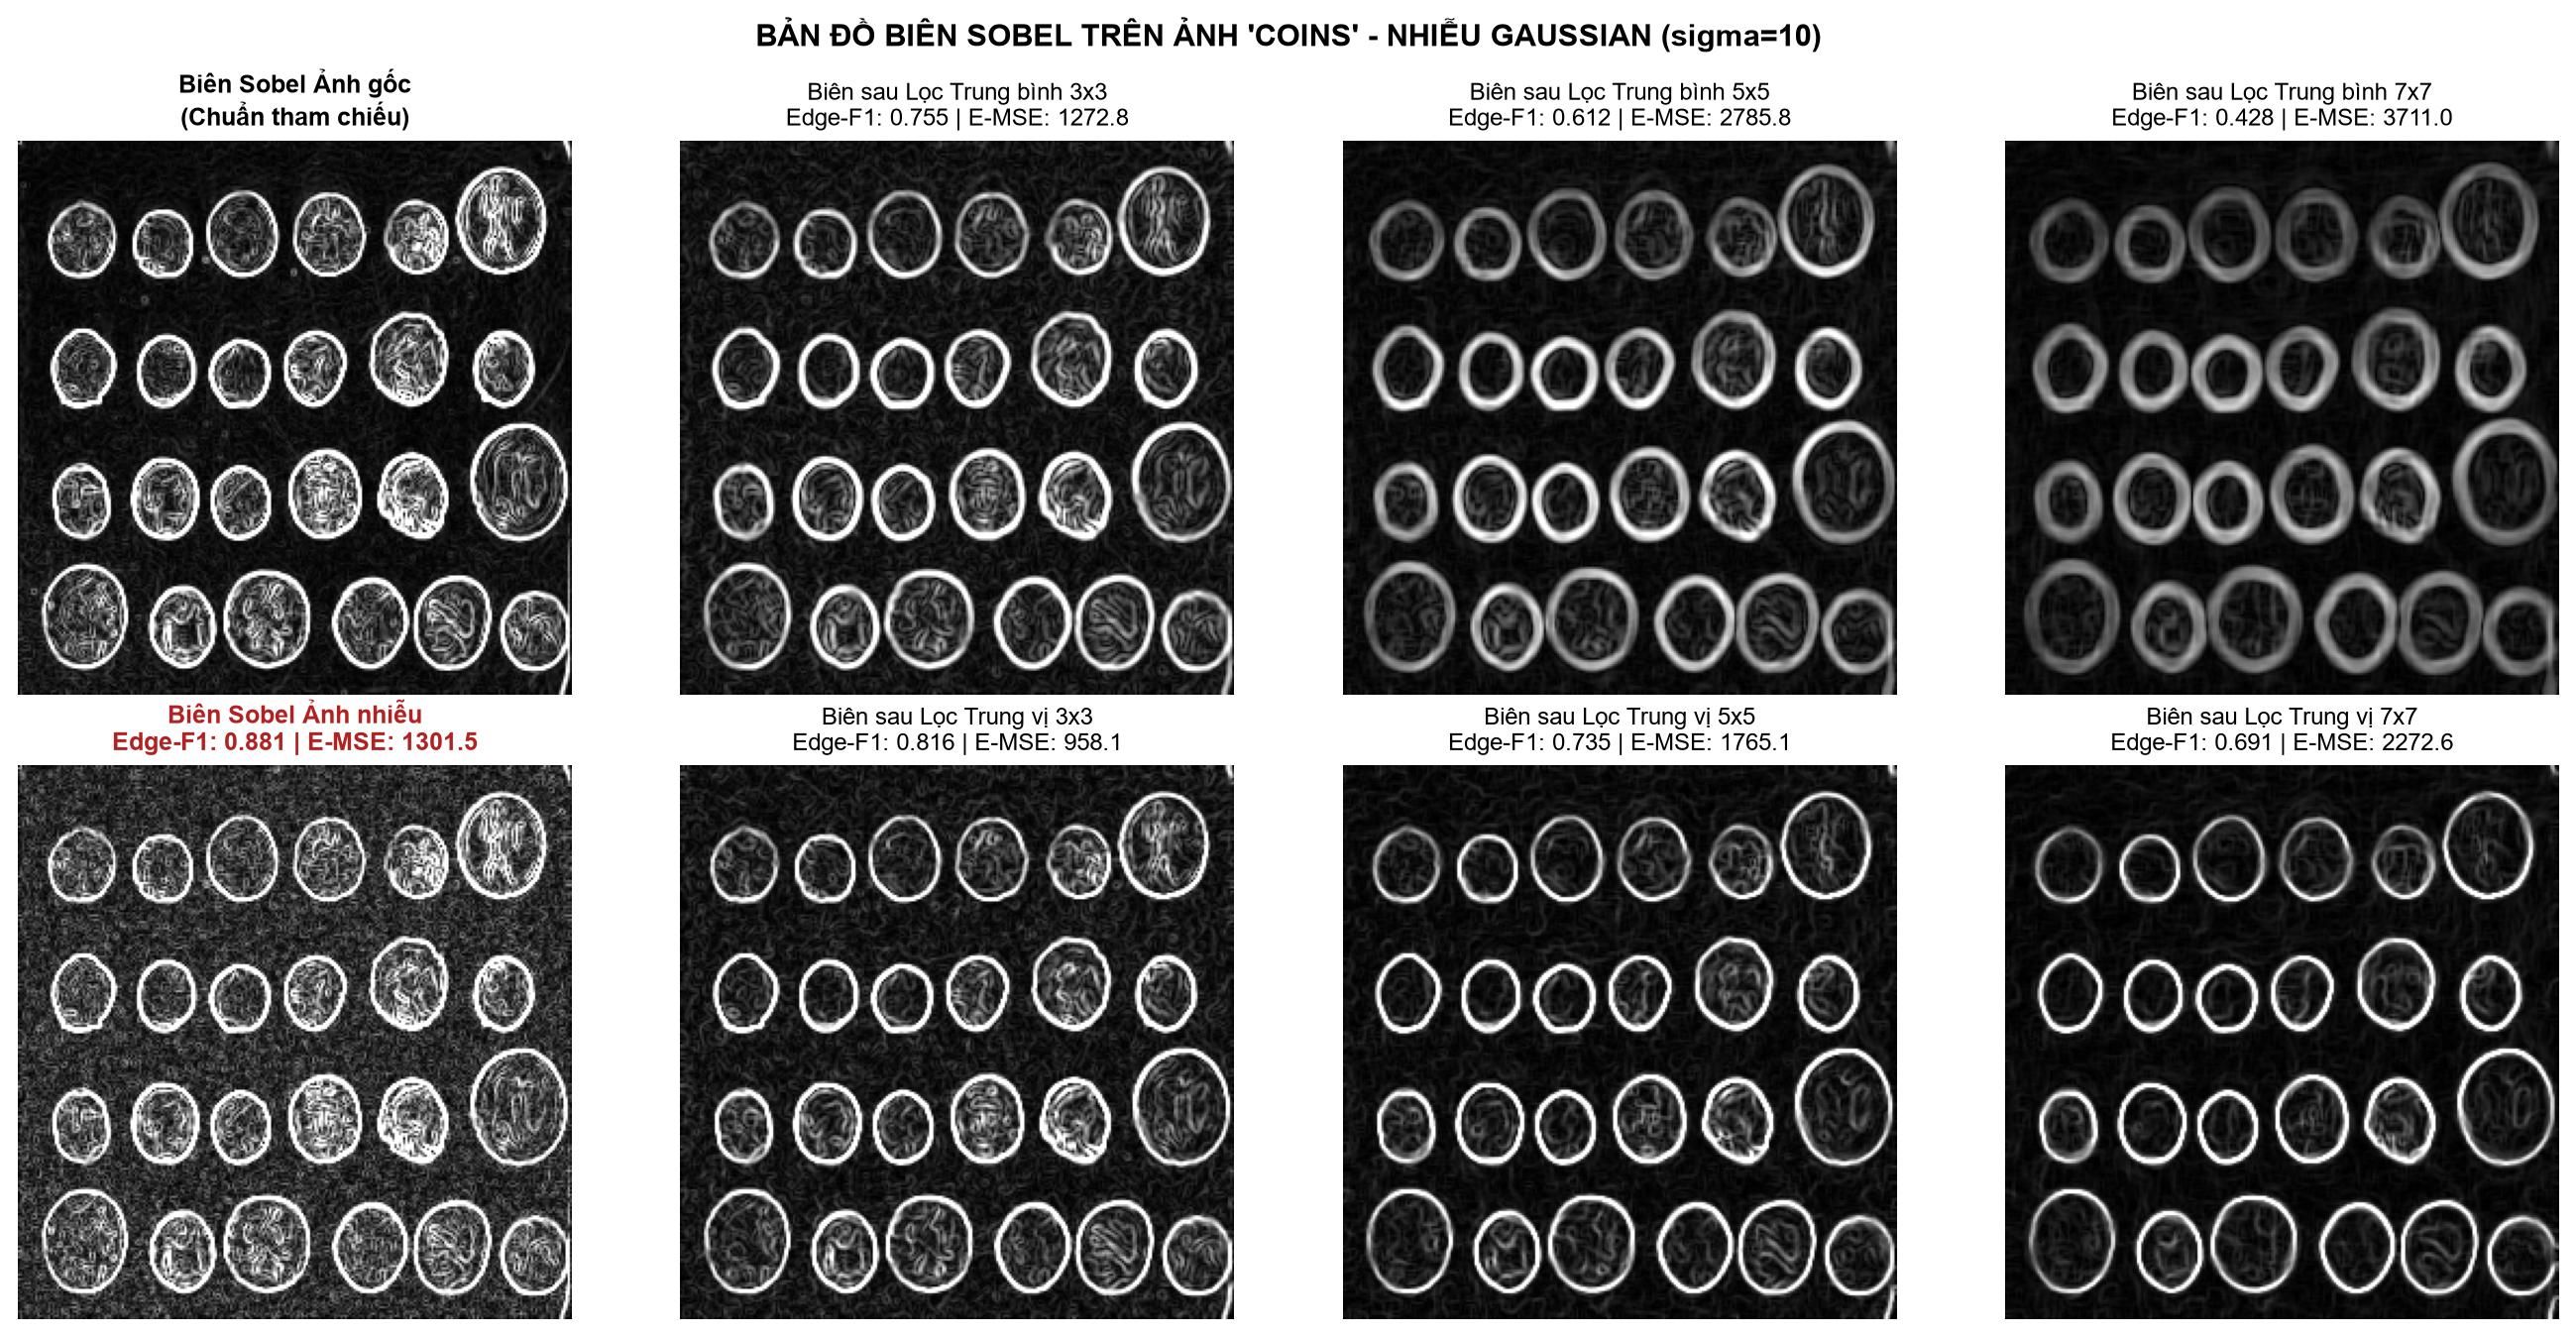 BẢN ĐỒ BIÊN SOBEL TRÊN ẢNH 'COINS' - NHIỄU GAUSSIAN (sigma=10)
Biên Sobel Ảnh gốc
(Chuẩn tham chiếu)
Biên sau Lọc Trung bình 3x3
Edge-F1: 0.755 | E-MSE: 1272.8
Biên sau Lọc Trung bình 5x5
Edge-F1: 0.612 | E-MSE: 2785.8
Biên sau Lọc Trung bình 7x7
Edge-F1: 0.428 | E-MSE: 3711.0
Biên Sobel Ảnh nhiễu
Edge-F1: 0.881 | E-MSE: 1301.5
Biên sau Lọc Trung vị 3x3
Edge-F1: 0.816 | E-MSE: 958.1
Biên sau Lọc Trung vị 5x5
Edge-F1: 0.735 | E-MSE: 1765.1
Biên sau Lọc Trung vị 7x7
Edge-F1: 0.691 | E-MSE: 2272.6